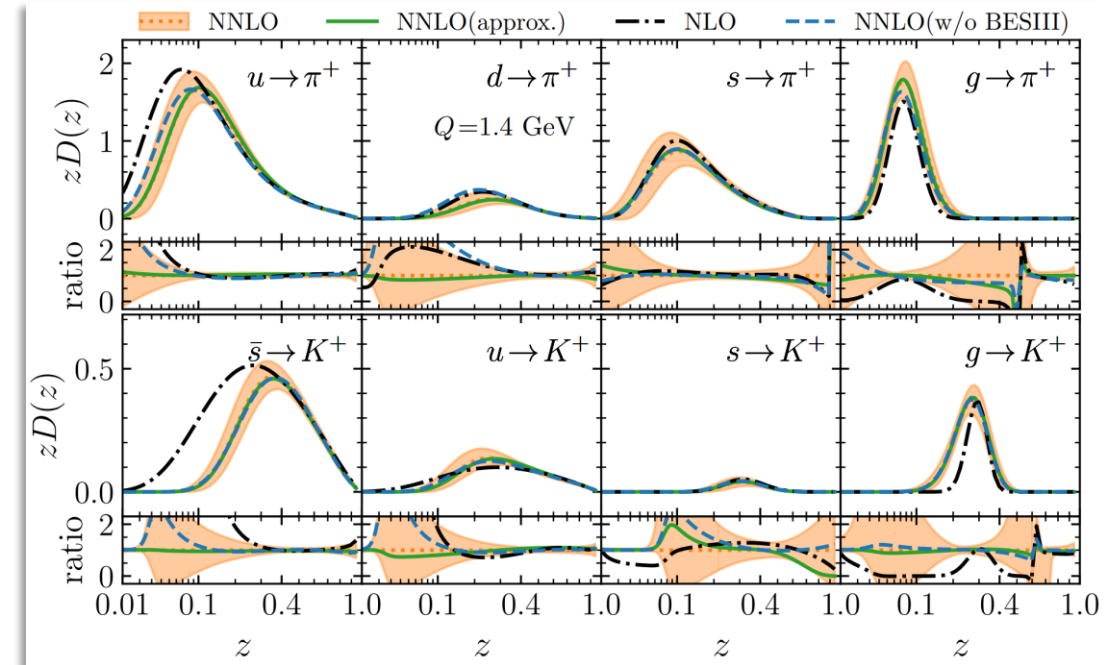 NNLO NNLO(approx.) NLO NNLO(w/o BESIII)
zD(z)
2
1
0
u→π⁺
d→π⁺
Q=1.4 GeV
s→π⁺
g→π⁺
ratio
2
0
zD(z)
0.5
0.0
s̄→K⁺
u→K⁺
s→K⁺
g→K⁺
ratio
2
0
0.01 0.1 0.4 1.0 0.1 0.4 1.0 0.1 0.4 1.0 0.1 0.4 1.0
z z z z